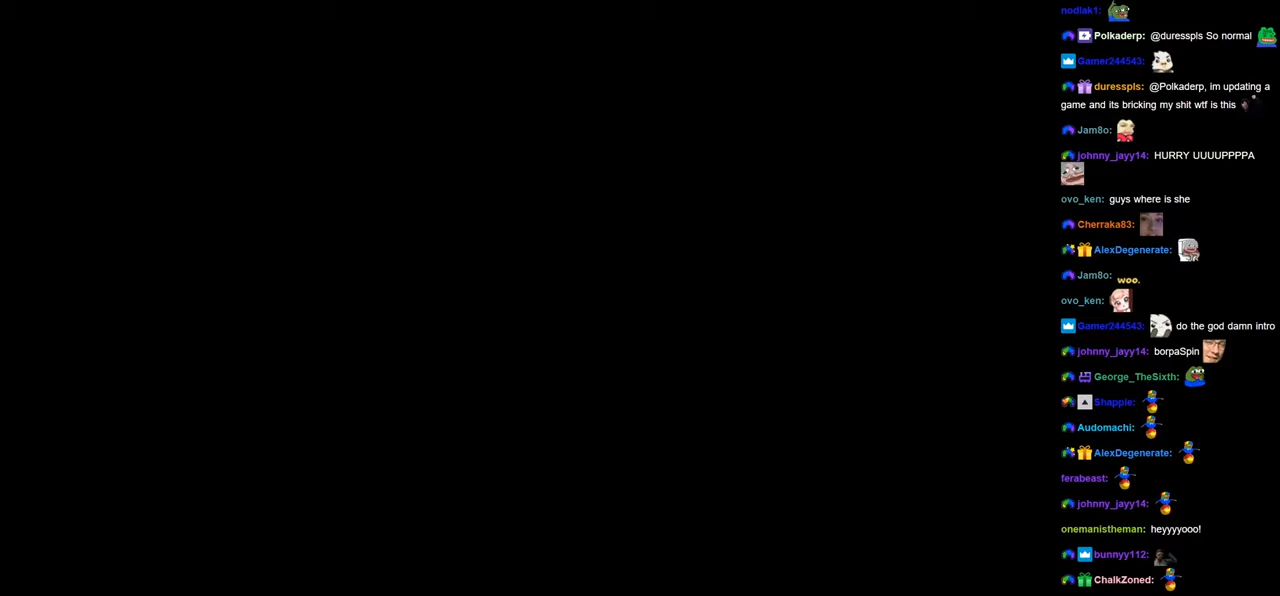 nodlak1:
Polkaderp: @duresspls So normal
Gamer244543:
duresspls: @Polkaderp, im updating a
game and its bricking my shit wtf is this
Jam8o:
johnny_jayy14: HURRY UUUUPPPPA
ovo_ken: guys where is she
Cherraka83:
AlexDegenerate:
Jam8o: woo.
ovo_ken:
Gamer244543: do the god damn intro
johnny_jayy14: borpaSpin
George_TheSixth:
Shappie:
Audomachi:
AlexDegenerate:
ferabeast:
johnny_jayy14:
onemanistheman: heyyyyooo!
bunnyy112:
ChalkZoned: